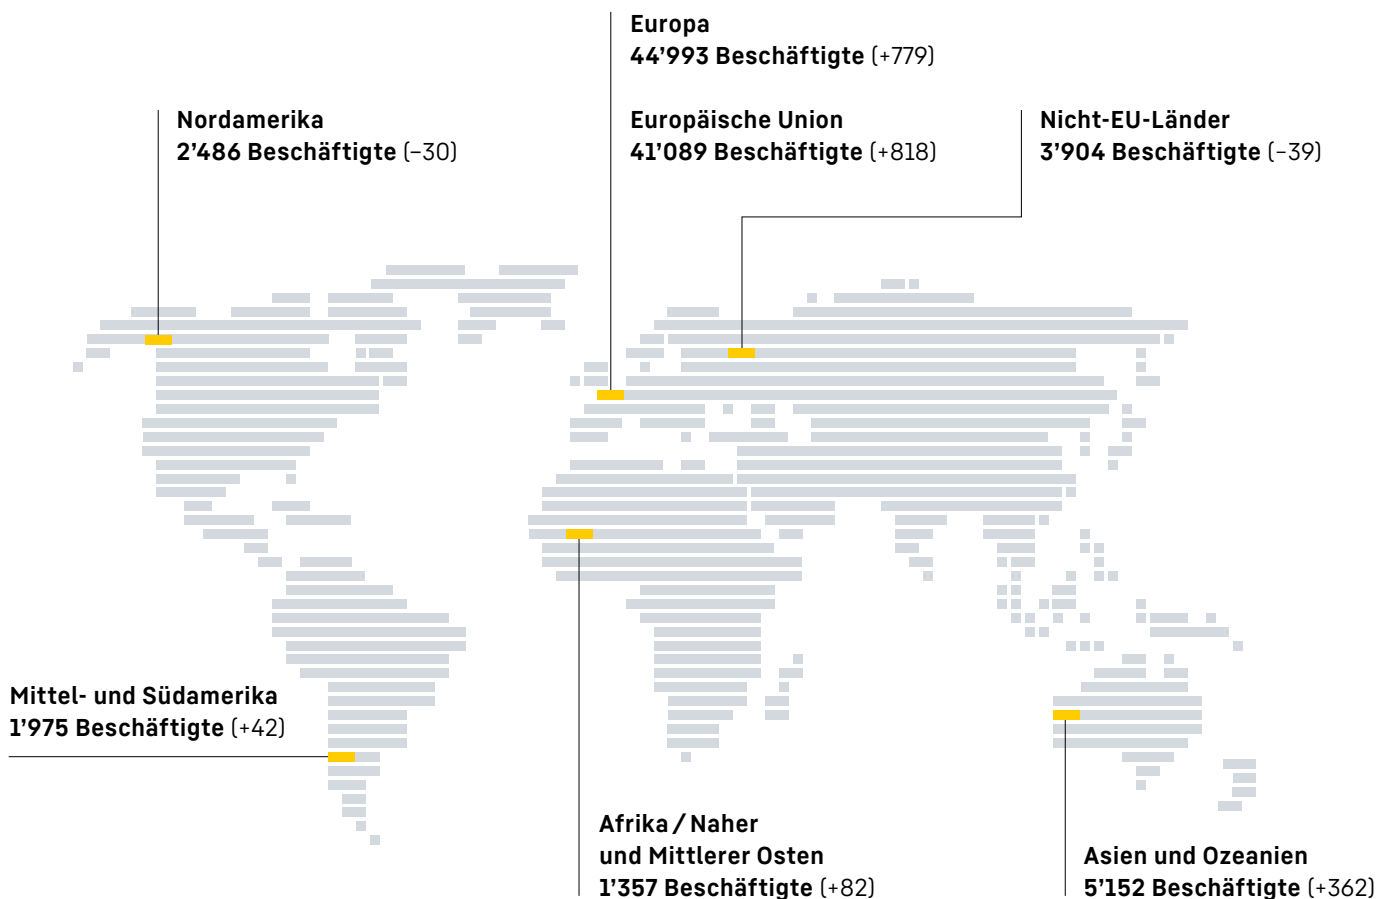 Europa
44’993 Beschäftigte (+779)
Nordamerika
2’486 Beschäftigte (−30)
Europäische Union
41’089 Beschäftigte (+818)
Nicht-EU-Länder
3’904 Beschäftigte (−39)
Mittel- und Südamerika
1’975 Beschäftigte (+42)
Afrika / Naher
und Mittlerer Osten
1’357 Beschäftigte (+82)
Asien und Ozeanien
5’152 Beschäftigte (+362)